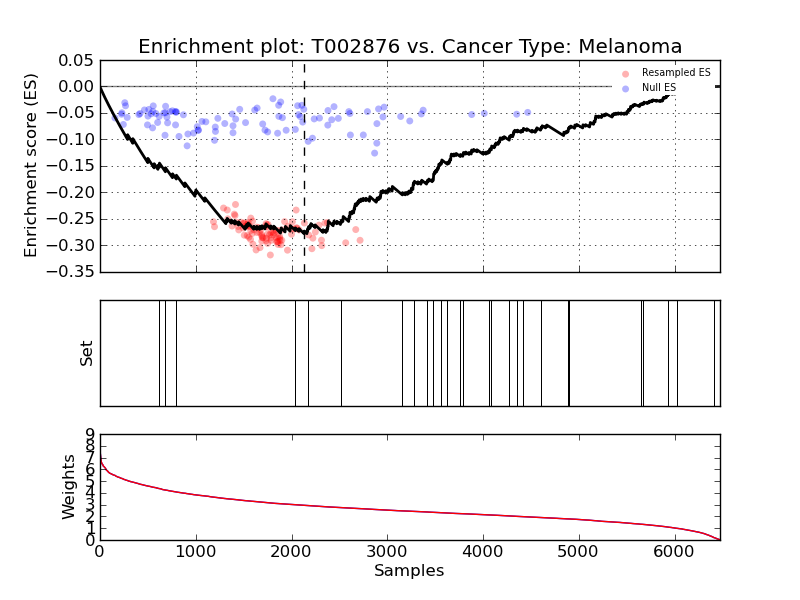 Enrichment plot: T002876 vs. Cancer Type: Melanoma
Enrichment score (ES)
0.05
0.00
−0.05
−0.10
−0.15
−0.20
−0.25
−0.30
−0.35
Resampled ES
Null ES
Set
Weights
9
8
7
6
5
4
3
2
1
0
0 1000 2000 3000 4000 5000 6000
Samples